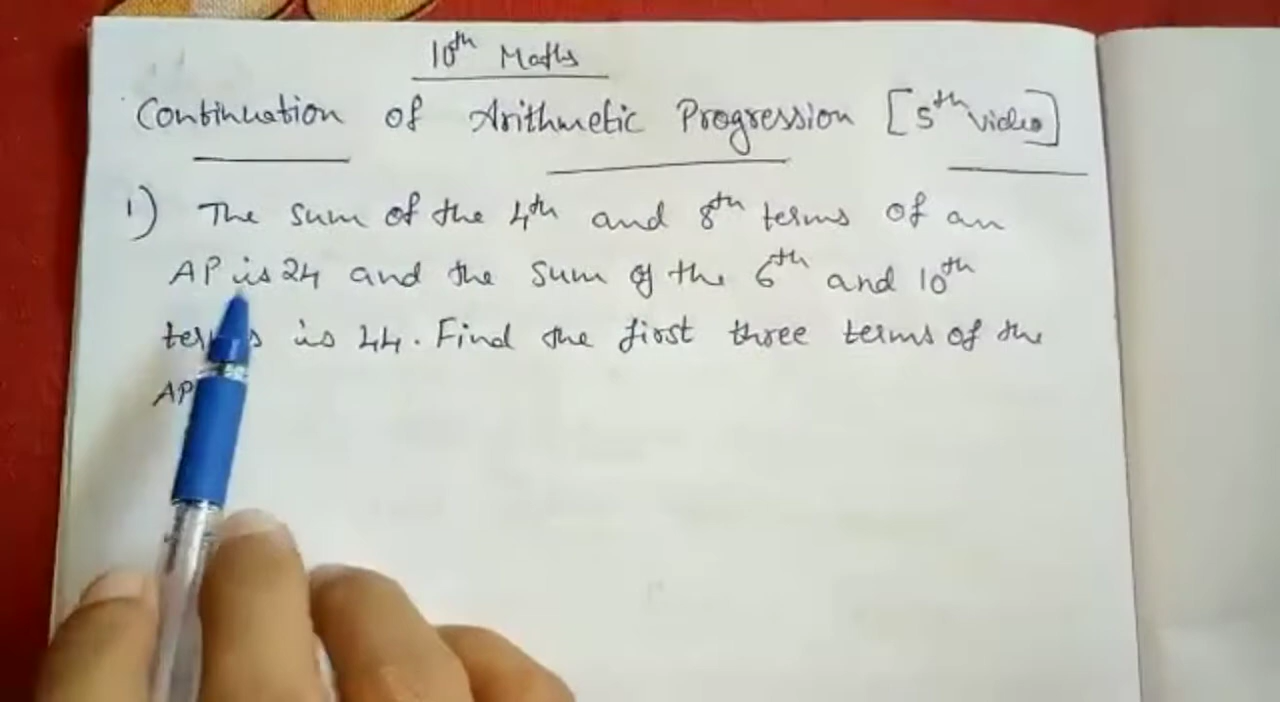 10th Maths
Continuation of Arithmetic Progression [5th video]
1) The sum of the 4th and 8th terms of an
AP is 24 and the sum of the 6th and 10th
terms is 44. Find the first three terms of the
AP